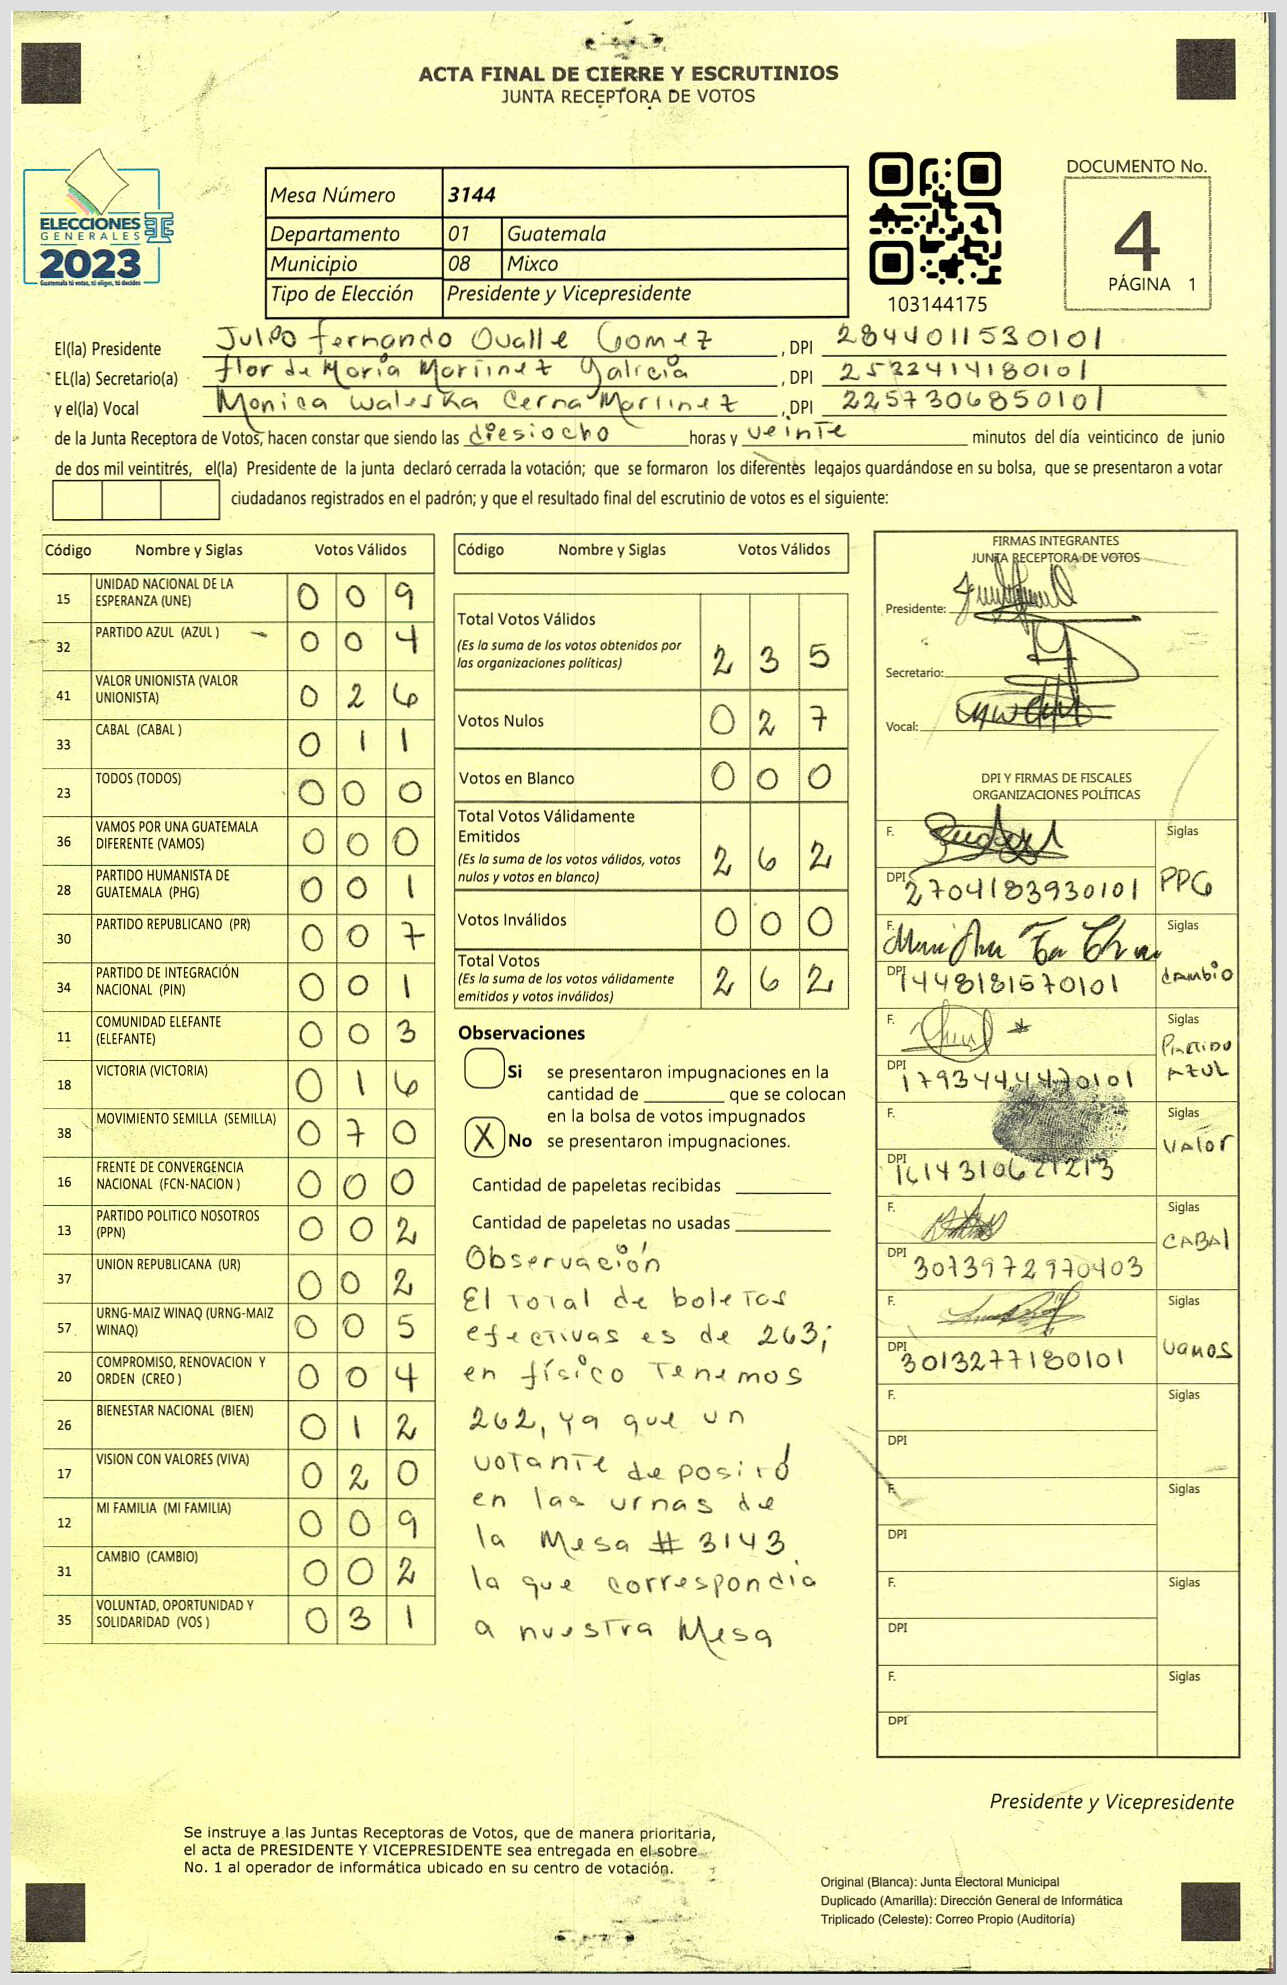 ACTA FINAL DE CIERRE Y ESCRUTINIOS
JUNTA RECEPTORA DE VOTOS
ELECCIONES
GENERALES
2023
Guatemala tú votas, tú eliges, tú decides
Mesa Número 3144
Departamento 01 Guatemala
Municipio 08 Mixco
Tipo de Elección Presidente y Vicepresidente
103144175
DOCUMENTO No.
4
PÁGINA 1
El(la) Presidente Julio fernando Ovalle Gomez , DPI 2844011530101
EL(la) Secretario(a) flor de María Martinez Galicia , DPI 2532414180101
y el(la) Vocal Monica Waleska Cerna Martinez , DPI 2257306850101
de la Junta Receptora de Votos, hacen constar que siendo las diesiocho horas y veinte minutos del día veinticinco de junio
de dos mil veintitrés, el(la) Presidente de la junta declaró cerrada la votación; que se formaron los diferentes legajos guardándose en su bolsa, que se presentaron a votar
ciudadanos registrados en el padrón; y que el resultado final del escrutinio de votos es el siguiente:
Código Nombre y Siglas Votos Válidos
15 UNIDAD NACIONAL DE LA ESPERANZA (UNE) 0 0 9
32 PARTIDO AZUL (AZUL ) 0 0 4
41 VALOR UNIONISTA (VALOR UNIONISTA) 0 2 6
33 CABAL (CABAL ) 0 1 1
23 TODOS (TODOS) 0 0 0
36 VAMOS POR UNA GUATEMALA DIFERENTE (VAMOS) 0 0 0
28 PARTIDO HUMANISTA DE GUATEMALA (PHG) 0 0 1
30 PARTIDO REPUBLICANO (PR) 0 0 7
34 PARTIDO DE INTEGRACIÓN NACIONAL (PIN) 0 0 1
11 COMUNIDAD ELEFANTE (ELEFANTE) 0 0 3
18 VICTORIA (VICTORIA) 0 1 6
38 MOVIMIENTO SEMILLA (SEMILLA) 0 7 0
16 FRENTE DE CONVERGENCIA NACIONAL (FCN-NACION ) 0 0 0
13 PARTIDO POLITICO NOSOTROS (PPN) 0 0 2
37 UNION REPUBLICANA (UR) 0 0 2
57 URNG-MAIZ WINAQ (URNG-MAIZ WINAQ) 0 0 5
20 COMPROMISO, RENOVACION Y ORDEN (CREO ) 0 0 4
26 BIENESTAR NACIONAL (BIEN) 0 1 2
17 VISION CON VALORES (VIVA) 0 2 0
12 MI FAMILIA (MI FAMILIA) 0 0 9
31 CAMBIO (CAMBIO) 0 0 2
35 VOLUNTAD, OPORTUNIDAD Y SOLIDARIDAD (VOS ) 0 3 1
Código Nombre y Siglas Votos Válidos
Total Votos Válidos
(Es la suma de los votos obtenidos por
las organizaciones políticas) 2 3 5
Votos Nulos 0 2 7
Votos en Blanco 0 0 0
Total Votos Válidamente
Emitidos
(Es la suma de los votos válidos, votos
nulos y votos en blanco) 2 6 2
Votos Inválidos 0 0 0
Total Votos
(Es la suma de los votos válidamente
emitidos y votos inválidos) 2 6 2
Observaciones
Si se presentaron impugnaciones en la
cantidad de ________ que se colocan
en la bolsa de votos impugnados
X No se presentaron impugnaciones.
Cantidad de papeletas recibidas
Cantidad de papeletas no usadas
Observación
El Total de boletas
efectivas es de 263;
en físico Tenemos
262, ya que un
votante depositó
en las urnas de
la Mesa # 3143
la que correspondia
a nuestra Mesa
FIRMAS INTEGRANTES
JUNTA RECEPTORA DE VOTOS
Presidente:
Secretario:
Vocal:
DPI Y FIRMAS DE FISCALES
ORGANIZACIONES POLÍTICAS
F. Siglas
DPI 2704183930101 PPG
F. Siglas
DPI 1448181570101 cambio
F. Siglas
DPI 1793444470101 Partido AZUL
F. Siglas
DPI 1614310621213 Valor
F. Siglas
DPI 3073972970403 CABAl
F. Siglas
DPI 3013277180101 vamos
F. Siglas
DPI
F. Siglas
DPI
F. Siglas
DPI
F. Siglas
DPI
Presidente y Vicepresidente
Se instruye a las Juntas Receptoras de Votos, que de manera prioritaria,
el acta de PRESIDENTE Y VICEPRESIDENTE sea entregada en el sobre
No. 1 al operador de informática ubicado en su centro de votación.
Original (Blanca): Junta Electoral Municipal
Duplicado (Amarilla): Dirección General de Informática
Triplicado (Celeste): Correo Propio (Auditoría)